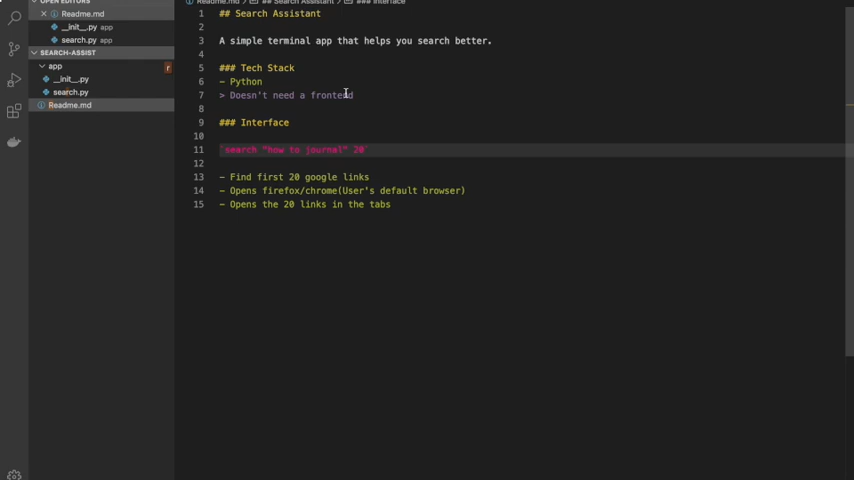 OPEN EDITORS
Readme.md
__init__.py app
search.py app
SEARCH-ASSIST
app
r
__init__.py
search.py
Readme.md
Readme.md > ## Search Assistant > ### Interface
1 ## Search Assistant
2
3 A simple terminal app that helps you search better.
4
5 ### Tech Stack
6 - Python
7 > Doesn't need a frontend
8
9 ### Interface
10
11 `search "how to journal" 20`
12
13 - Find first 20 google links
14 - Opens firefox/chrome(User's default browser)
15 - Opens the 20 links in the tabs